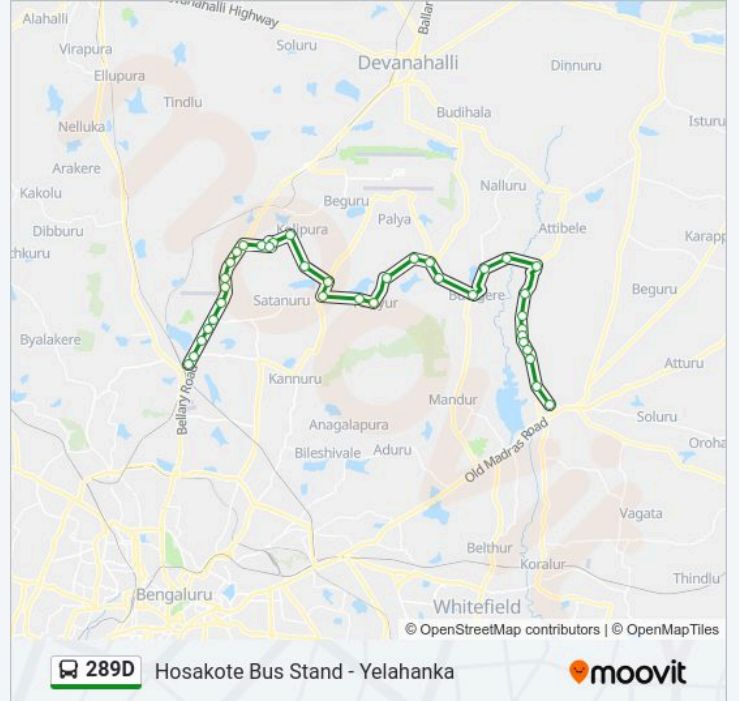 Alahalli
Virapura
Ellupura
Soluru
Ballar
Devanahalli
Dinnuru
Tindlu
Budihala
Nelluka
Isturu
Arakere
Nalluru
Kakolu
Beguru
Palya
Dibburu
Attibele
Karapp
Satanuru
Beguru
Byalakere
Atturu
Kannuru
Mandur
Bellary Road
Anagalapura
Soluru
Bileshivale
Aduru
Old Madras Road
Oroha
Vagata
Belthur
Koralur
Thindlu
Bengaluru
Whitefield
© OpenStreetMap contributors | © OpenMapTiles
289D
Hosakote Bus Stand - Yelahanka
moovit